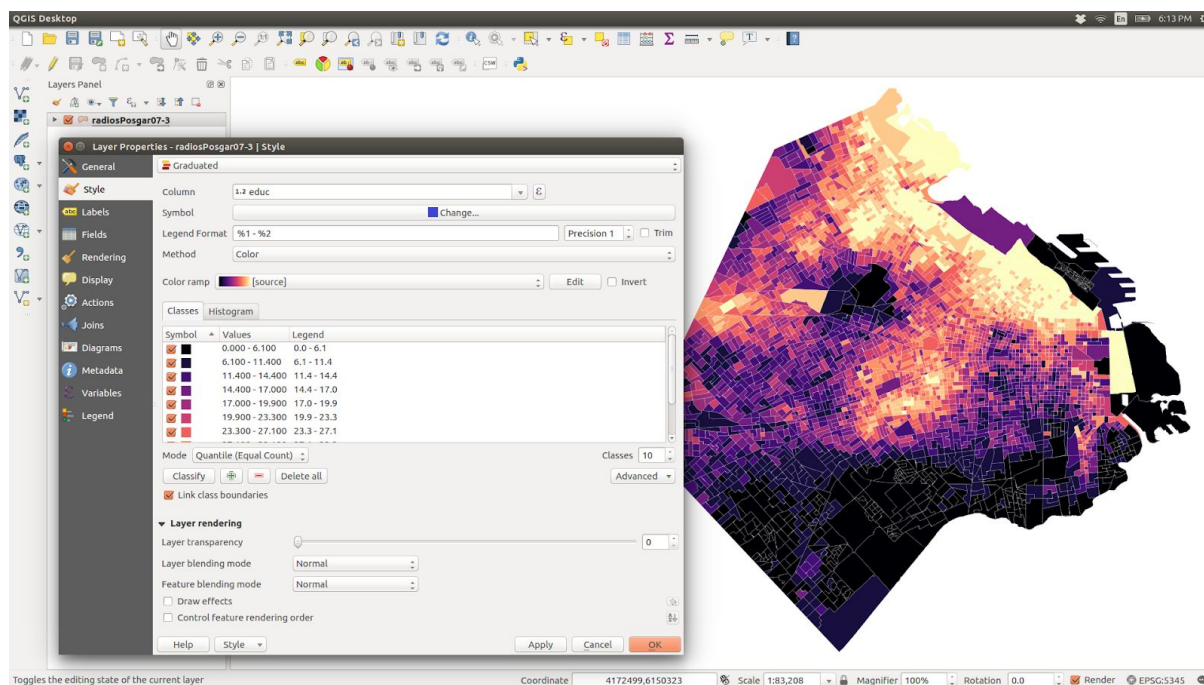 QGIS Desktop
En
6:13 PM
Layers Panel
radiosPosgar07-3
Layer Properties - radiosPosgar07-3 | Style
General
Style
Labels
Fields
Rendering
Display
Actions
Joins
Diagrams
Metadata
Variables
Legend
Graduated
Column 1.2 educ
Symbol Change...
Legend Format %1 - %2 Precision 1 Trim
Method Color
Color ramp [source] Edit Invert
Classes Histogram
Symbol Values Legend
0.000 - 6.100 0.0 - 6.1
6.100 - 11.400 6.1 - 11.4
11.400 - 14.400 11.4 - 14.4
14.400 - 17.000 14.4 - 17.0
17.000 - 19.900 17.0 - 19.9
19.900 - 23.300 19.9 - 23.3
23.300 - 27.100 23.3 - 27.1
Mode Quantile (Equal Count) Classes 10
Classify Delete all Advanced
Link class boundaries
Layer rendering
Layer transparency 0
Layer blending mode Normal
Feature blending mode Normal
Draw effects
Control feature rendering order
Help Style Apply Cancel OK
Toggles the editing state of the current layer Coordinate 4172499,6150323 Scale 1:83,208 Magnifier 100% Rotation 0.0 Render EPSG:5345